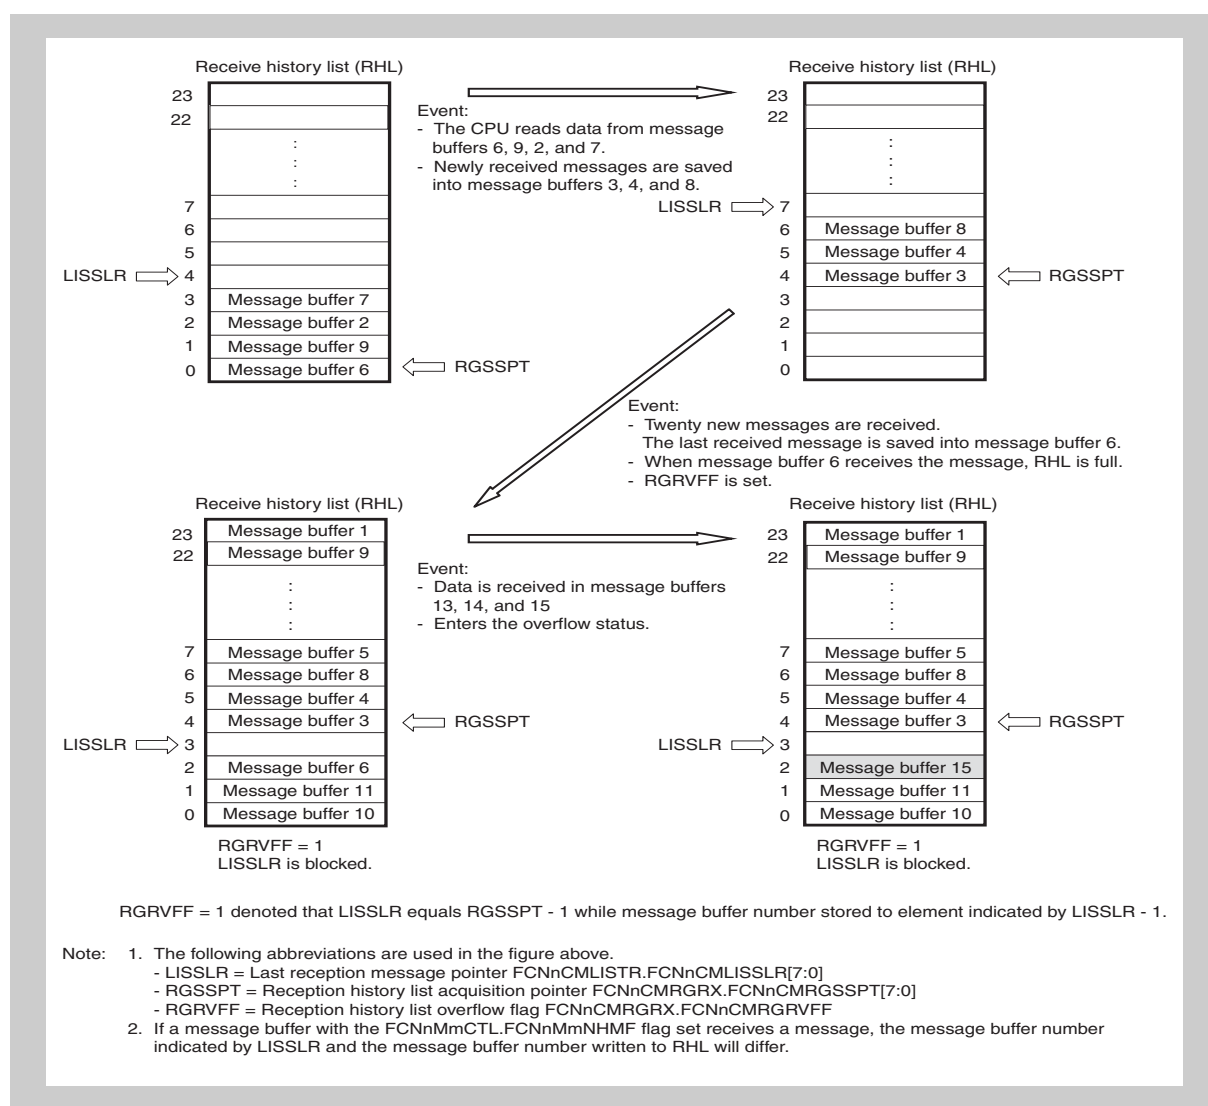 Receive history list (RHL)
23
22
:
:
:
7
6
5
LISSLR 4
3 Message buffer 7
2 Message buffer 2
1 Message buffer 9
0 Message buffer 6
RGSSPT
Event:
- The CPU reads data from message
buffers 6, 9, 2, and 7.
- Newly received messages are saved
into message buffers 3, 4, and 8.
Receive history list (RHL)
23
22
:
:
:
LISSLR 7
6 Message buffer 8
5 Message buffer 4
4 Message buffer 3
RGSSPT
3
2
1
0
Event:
- Twenty new messages are received.
The last received message is saved into message buffer 6.
- When message buffer 6 receives the message, RHL is full.
- RGRVFF is set.
Receive history list (RHL)
23 Message buffer 1
22 Message buffer 9
:
:
:
7 Message buffer 5
6 Message buffer 8
5 Message buffer 4
4 Message buffer 3
RGSSPT
LISSLR 3
2 Message buffer 6
1 Message buffer 11
0 Message buffer 10
RGRVFF = 1
LISSLR is blocked.
Event:
- Data is received in message buffers
13, 14, and 15
- Enters the overflow status.
Receive history list (RHL)
23 Message buffer 1
22 Message buffer 9
:
:
:
7 Message buffer 5
6 Message buffer 8
5 Message buffer 4
4 Message buffer 3
RGSSPT
LISSLR 3
2 Message buffer 15
1 Message buffer 11
0 Message buffer 10
RGRVFF = 1
LISSLR is blocked.
RGRVFF = 1 denoted that LISSLR equals RGSSPT - 1 while message buffer number stored to element indicated by LISSLR - 1.
Note: 1. The following abbreviations are used in the figure above.
- LISSLR = Last reception message pointer FCNnCMLISTR.FCNnCMLISSLR[7:0]
- RGSSPT = Reception history list acquisition pointer FCNnCMRGRX.FCNnCMRGSSPT[7:0]
- RGRVFF = Reception history list overflow flag FCNnCMRGRX.FCNnCMRGRVFF
2. If a message buffer with the FCNnMmCTL.FCNnMmNHMF flag set receives a message, the message buffer number
indicated by LISSLR and the message buffer number written to RHL will differ.